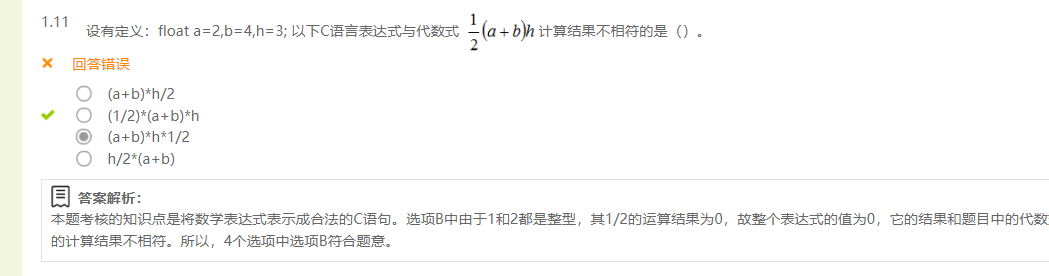 1.11
设有定义：float a=2,b=4,h=3; 以下C语言表达式与代数式 1/2(a+b)h 计算结果不相符的是（）。
回答错误
(a+b)*h/2
(1/2)*(a+b)*h
(a+b)*h*1/2
h/2*(a+b)
答案解析：
本题考核的知识点是将数学表达式表示成合法的C语句。选项B中由于1和2都是整型，其1/2的运算结果为0，故整个表达式的值为0，它的结果和题目中的代数
的计算结果不相符。所以，4个选项中选项B符合题意。